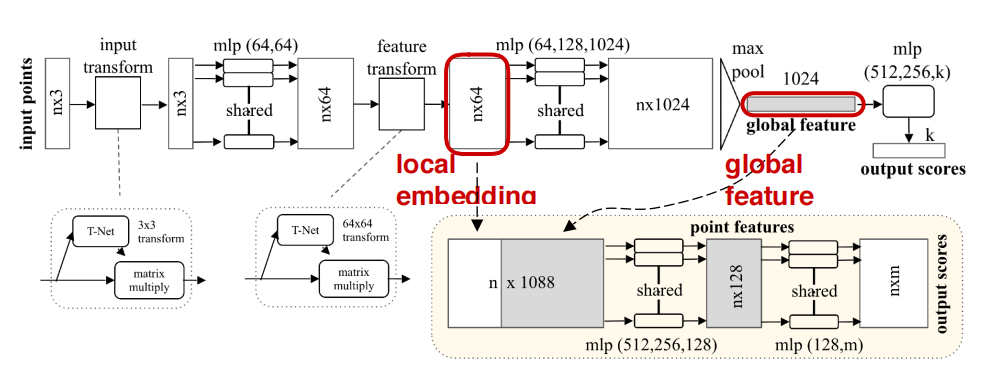 input points
nx3
input
transform
nx3
mlp (64,64)
shared
nx64
feature
transform
nx64
mlp (64,128,1024)
shared
nx1024
max
pool
1024
global feature
mlp
(512,256,k)
k
output scores
local
embedding
global
feature
T-Net
3x3
transform
matrix
multiply
T-Net
64x64
transform
matrix
multiply
point features
n x 1088
shared
mlp (512,256,128)
nx128
shared
mlp (128,m)
nxm
output scores